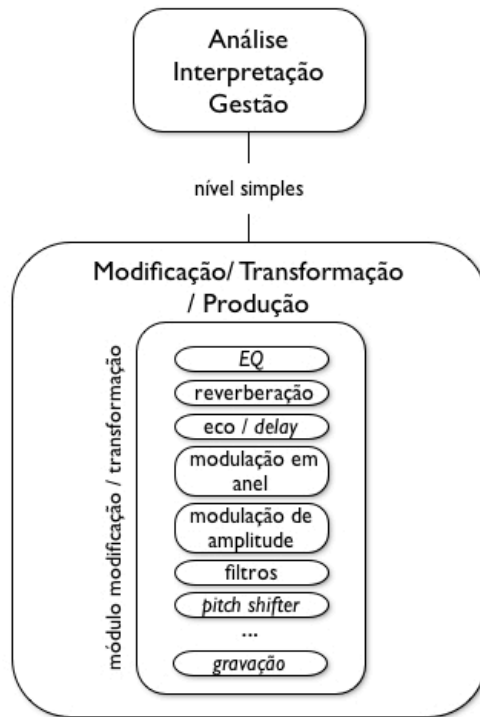 Análise
Interpretação
Gestão
nível simples
Modificação/ Transformação
/ Produção
módulo modificação / transformação
EQ
reverberação
eco / delay
modulação em
anel
modulação de
amplitude
filtros
pitch shifter
...
gravação